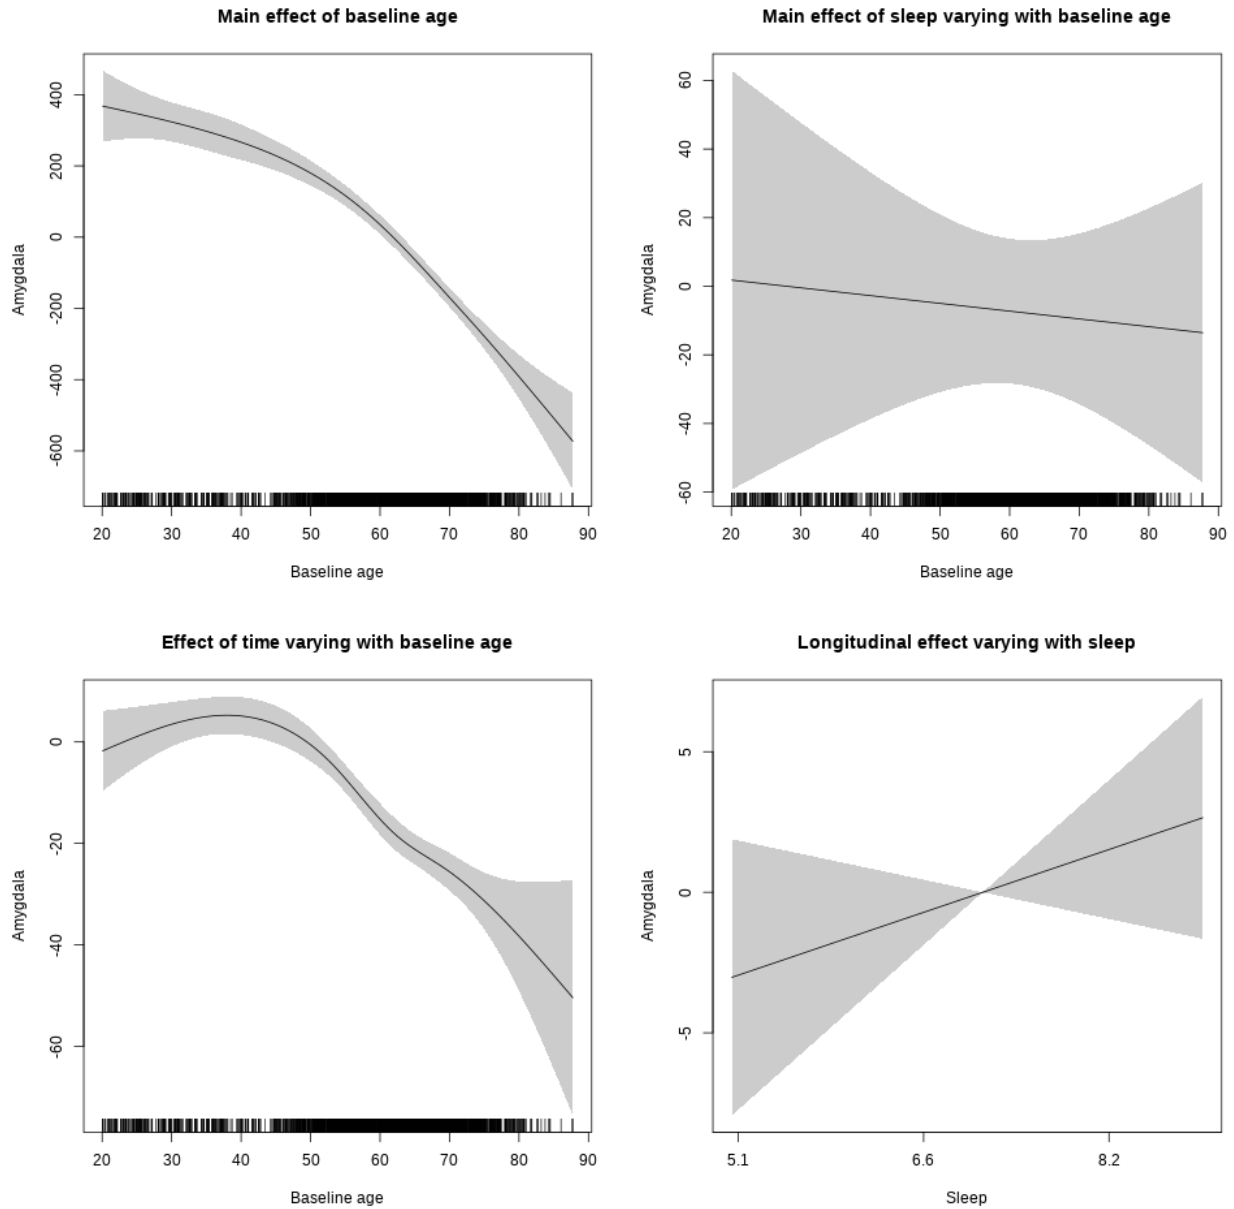 Main effect of baseline age
Amygdala
400
200
0
-200
-400
-600
20 30 40 50 60 70 80 90
Baseline age
Main effect of sleep varying with baseline age
Amygdala
60
40
20
0
-20
-40
-60
20 30 40 50 60 70 80 90
Baseline age
Effect of time varying with baseline age
Amygdala
0
-20
-40
-60
20 30 40 50 60 70 80 90
Baseline age
Longitudinal effect varying with sleep
Amygdala
5
0
-5
5.1 6.6 8.2
Sleep